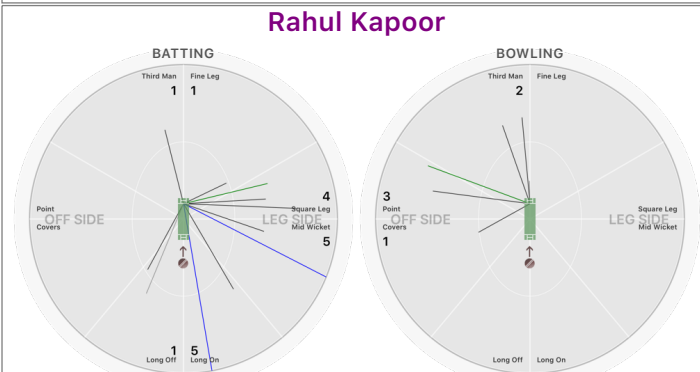 Rahul Kapoor
BATTING
Third Man Fine Leg
1 1
4
Point Square Leg
OFF SIDE LEG SIDE
Covers Mid Wicket
5
1 5
Long Off Long On
BOWLING
Third Man Fine Leg
2
3
Point Square Leg
OFF SIDE LEG SIDE
Covers Mid Wicket
1
Long Off Long On